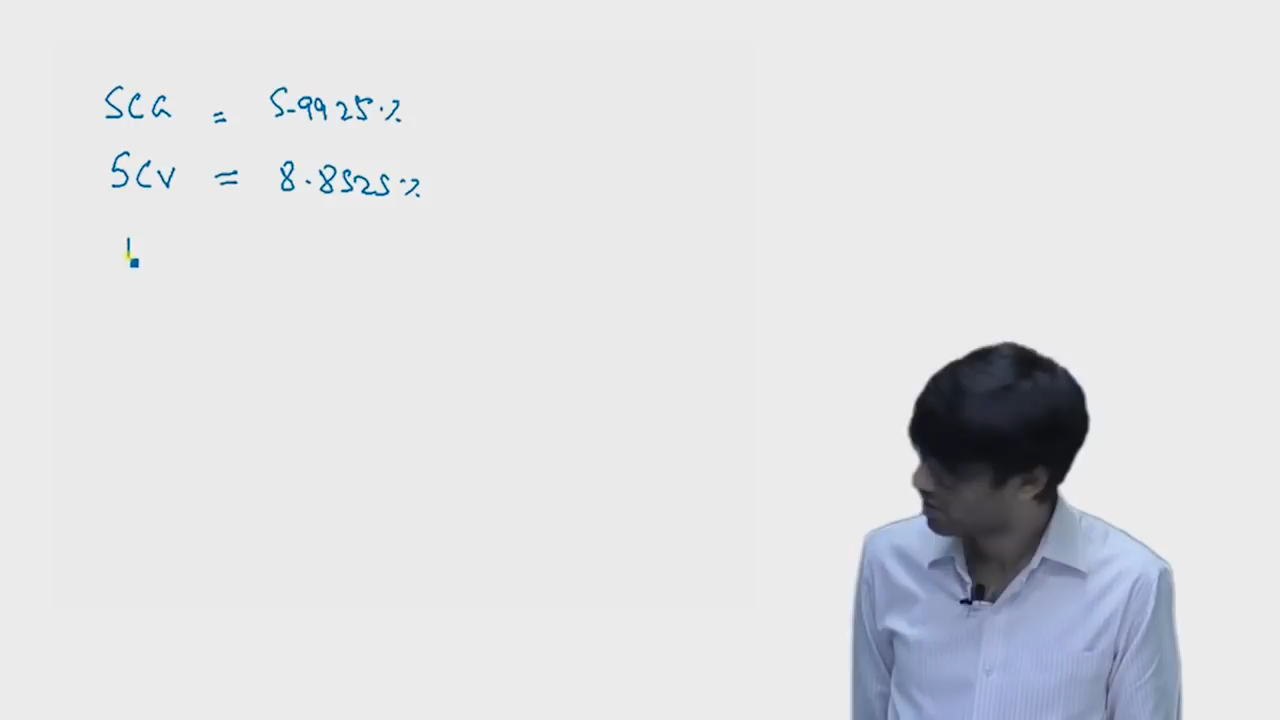 SCG = 5.9925%
SCV = 8.8525%